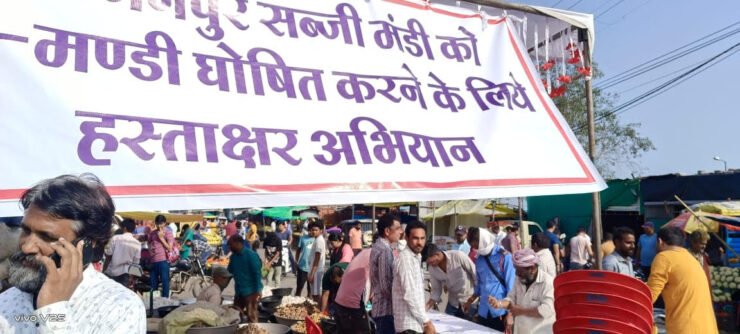 सब्जी मंडी को
मण्डी घोषित करने के लिये
हस्ताक्षर अभियान
vivo V25